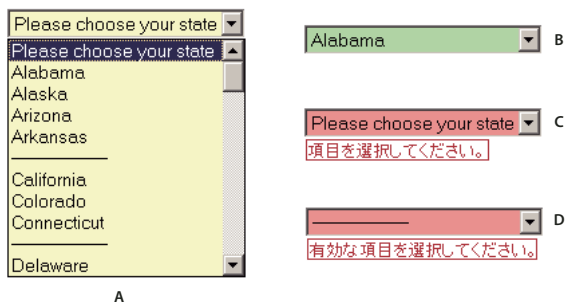 Please choose your state
Please choose your state
Alabama
Alaska
Arizona
Arkansas
California
Colorado
Connecticut
Delaware
A
Alabama
B
Please choose your state
C
項目を選択してください。
D
有効な項目を選択してください。